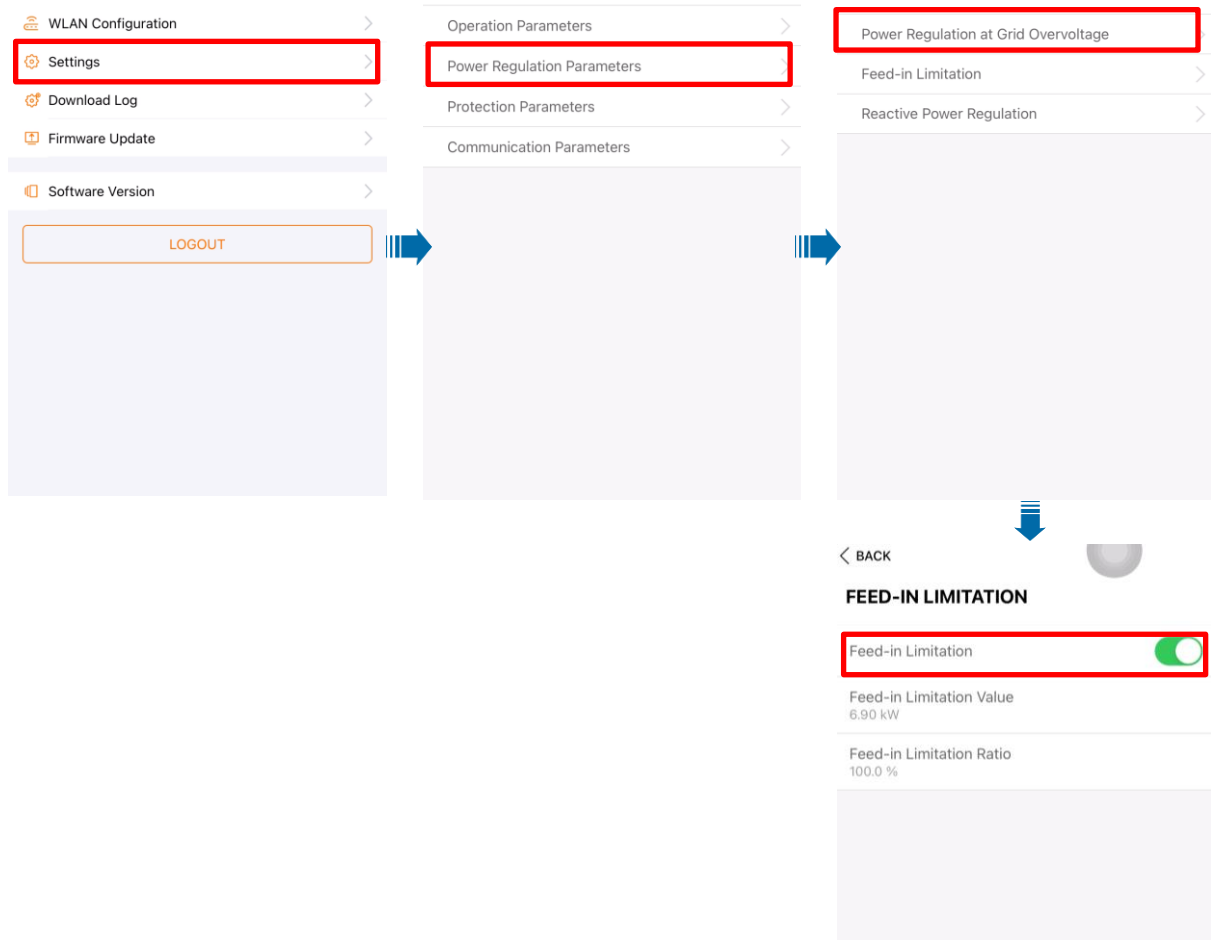 WLAN Configuration
Settings
Download Log
Firmware Update
Software Version
LOGOUT
Operation Parameters
Power Regulation Parameters
Protection Parameters
Communication Parameters
Power Regulation at Grid Overvoltage
Feed-in Limitation
Reactive Power Regulation
BACK
FEED-IN LIMITATION
Feed-in Limitation
Feed-in Limitation Value
6.90 kW
Feed-in Limitation Ratio
100.0 %